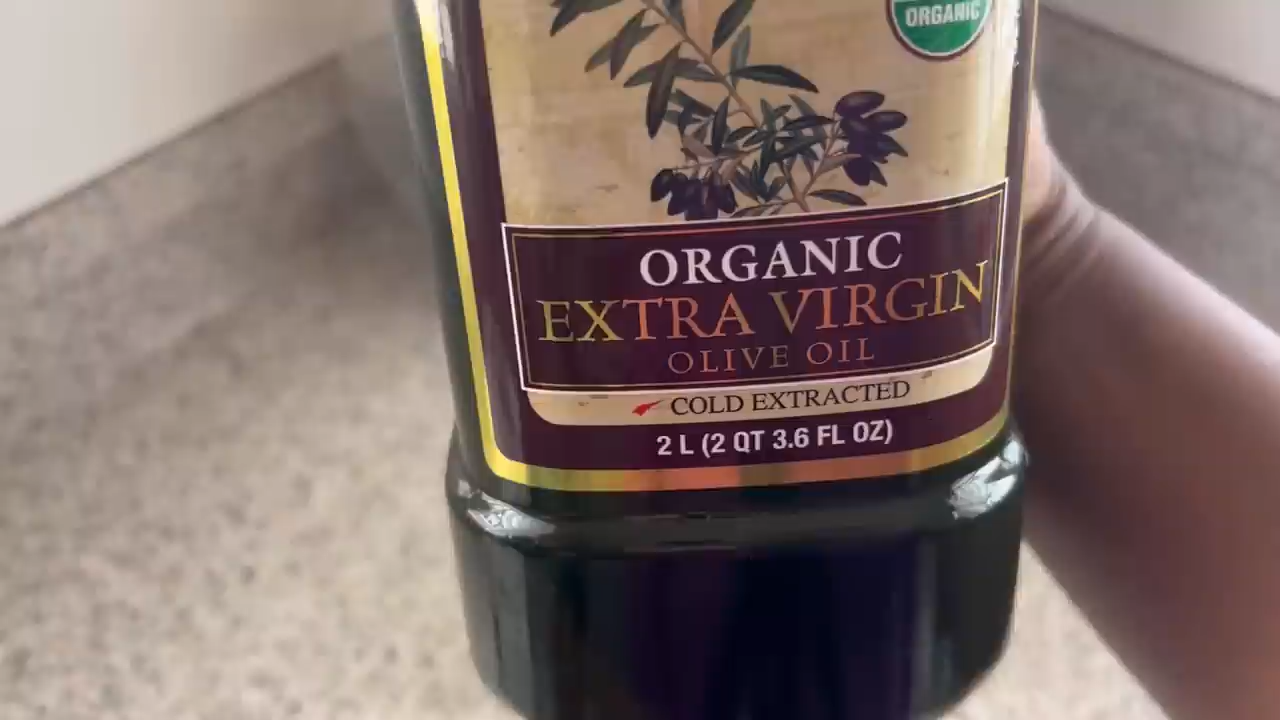 ORGANIC
ORGANIC
EXTRA VIRGIN
OLIVE OIL
COLD EXTRACTED
2 L (2 QT 3.6 FL OZ)